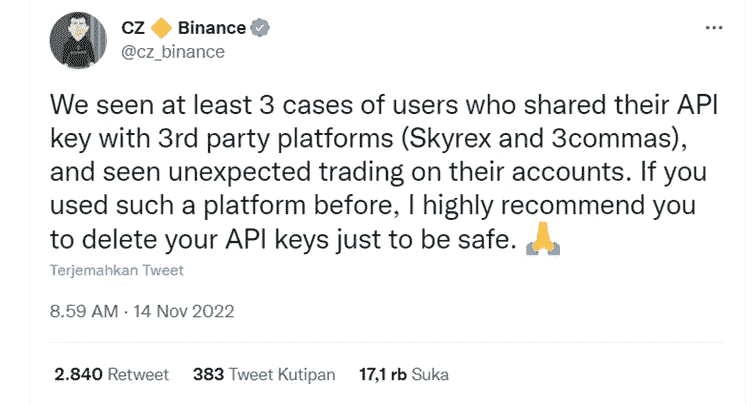 CZ 🔶 Binance
@cz_binance
We seen at least 3 cases of users who shared their API
key with 3rd party platforms (Skyrex and 3commas),
and seen unexpected trading on their accounts. If you
used such a platform before, I highly recommend you
to delete your API keys just to be safe. 🙏
Terjemahkan Tweet
8.59 AM · 14 Nov 2022
2.840 Retweet 383 Tweet Kutipan 17,1 rb Suka